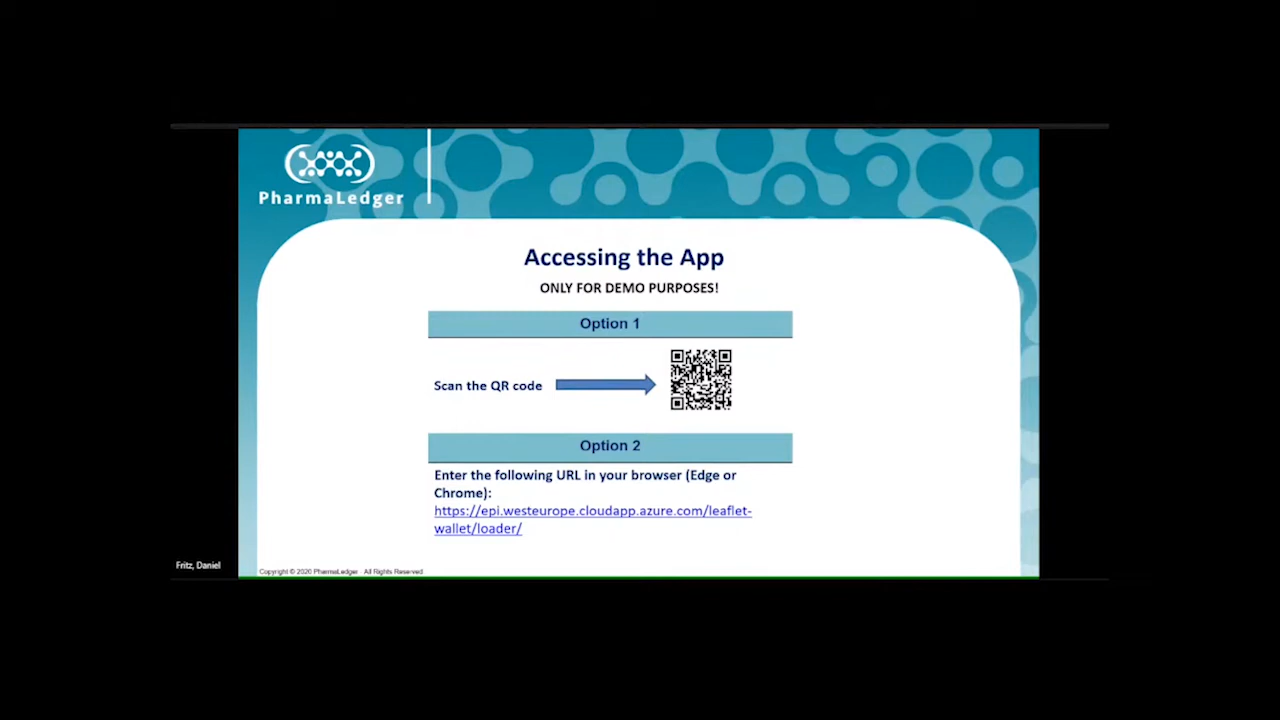 PharmaLedger
Accessing the App
ONLY FOR DEMO PURPOSES!
Option 1
Scan the QR code
Option 2
Enter the following URL in your browser (Edge or
Chrome):
https://epi.westeurope.cloudapp.azure.com/leaflet-
wallet/loader/
Fritz, Daniel
Copyright © 2020 PharmaLedger - All Rights Reserved